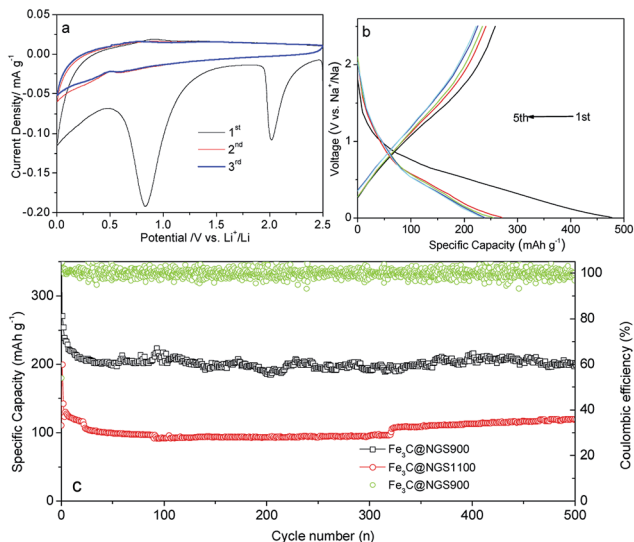 a
0.05
0.00
-0.05
-0.10
-0.15
-0.20
Current Density/ mA g-1
1st
2nd
3rd
0.0 0.5 1.0 1.5 2.0 2.5
Potential /V vs. Li+/Li
b
2
1
0
Voltage (V vs. Na+/Na)
5th 1st
0 100 200 300 400 500
Specific Capacity (mAh g-1)
300
200
100
0
Specific Capacity (mAh g-1)
100
80
60
40
20
0
Coulombic efficiency (%)
Fe3C@NGS900
Fe3C@NGS1100
Fe3C@NGS900
c
0 100 200 300 400 500
Cycle number (n)